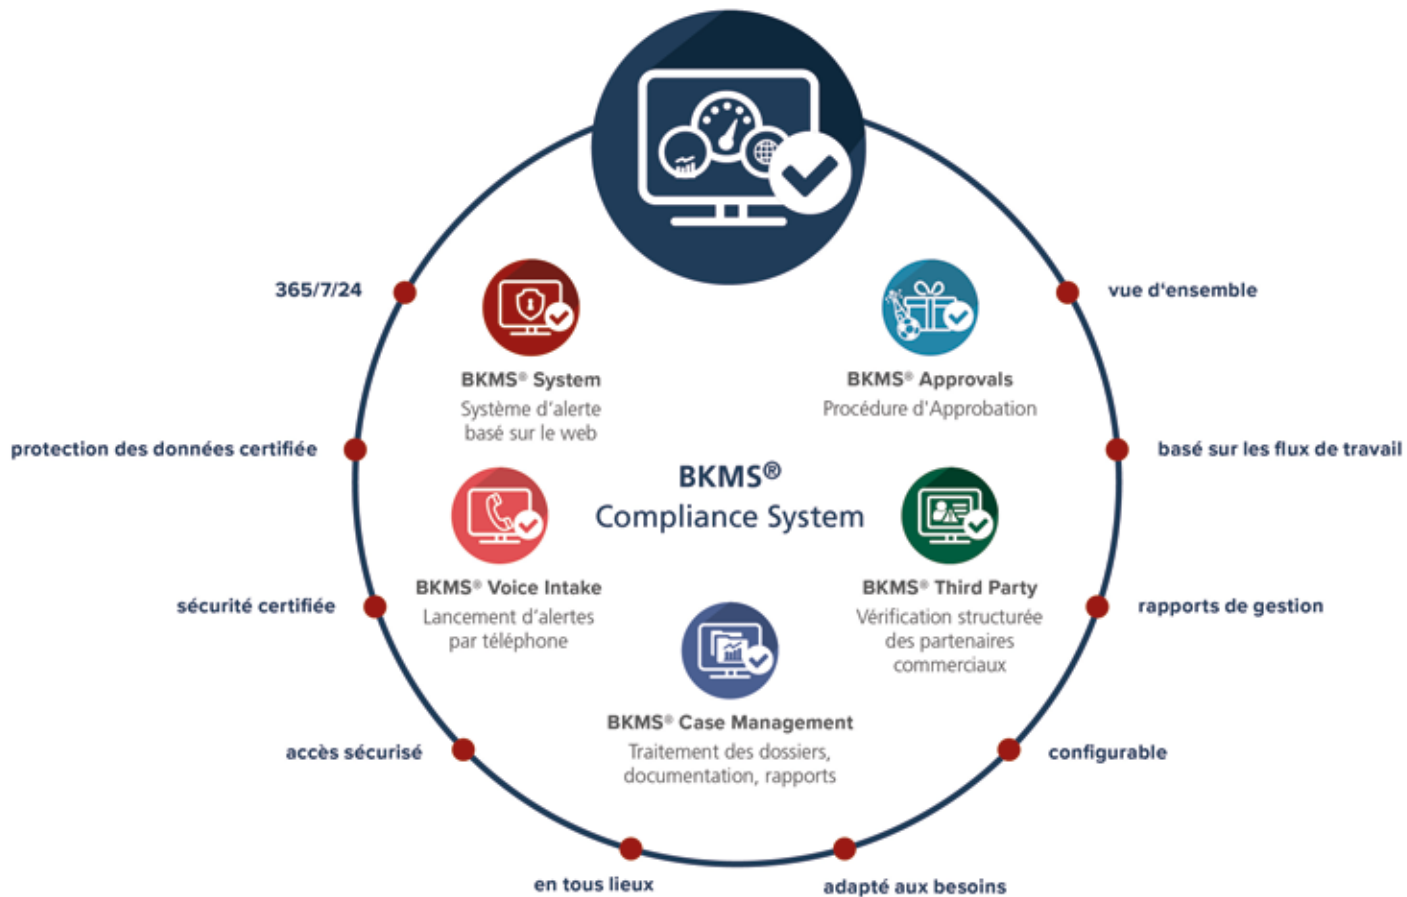 365/7/24
vue d'ensemble
BKMS® System
Système d'alerte
basé sur le web
BKMS® Approvals
Procédure d'Approbation
protection des données certifiée
basé sur les flux de travail
BKMS®
Compliance System
BKMS® Voice Intake
Lancement d'alertes
par téléphone
BKMS® Third Party
Vérification structurée
des partenaires
commerciaux
sécurité certifiée
rapports de gestion
BKMS® Case Management
Traitement des dossiers,
documentation, rapports
accès sécurisé
configurable
en tous lieux
adapté aux besoins